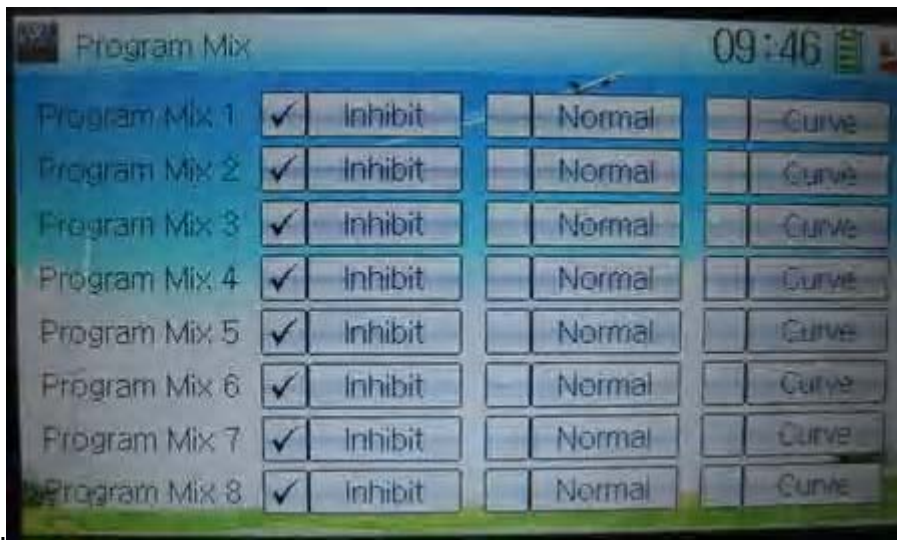 Program Mix 09:46
Program Mix 1 Inhibit Normal Curve
Program Mix 2 Inhibit Normal Curve
Program Mix 3 Inhibit Normal Curve
Program Mix 4 Inhibit Normal Curve
Program Mix 5 Inhibit Normal Curve
Program Mix 6 Inhibit Normal Curve
Program Mix 7 Inhibit Normal Curve
Program Mix 8 Inhibit Normal Curve